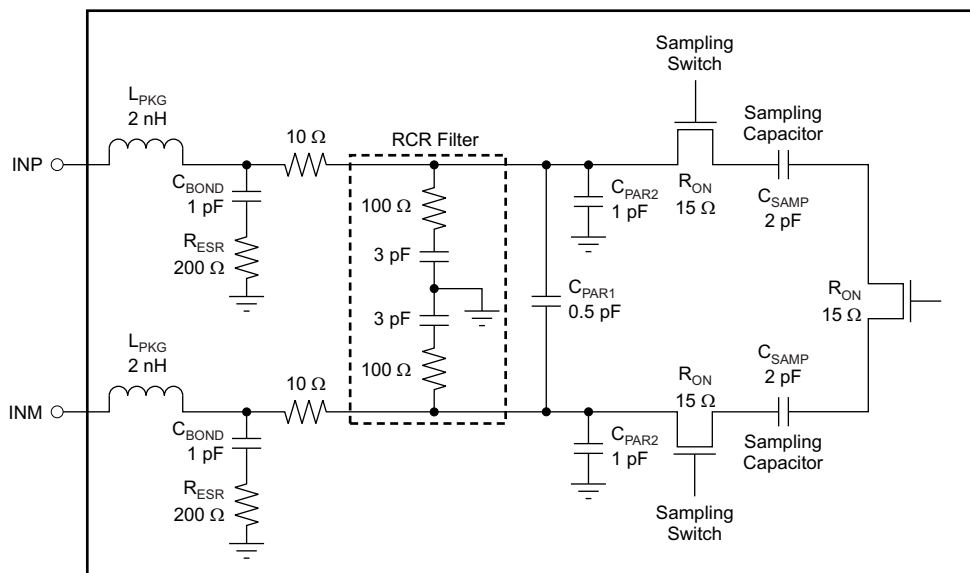 Sampling
Switch
L_PKG
2 nH
Sampling
Capacitor
10 Ω
RCR Filter
INP
C_BOND
1 pF
100 Ω
C_PAR2
1 pF
R_ON
15 Ω
C_SAMP
2 pF
R_ESR
200 Ω
3 pF
C_PAR1
0.5 pF
R_ON
15 Ω
3 pF
L_PKG
2 nH
100 Ω
C_SAMP
2 pF
10 Ω
R_ON
15 Ω
INM
C_BOND
1 pF
C_PAR2
1 pF
Sampling
Capacitor
R_ESR
200 Ω
Sampling
Switch